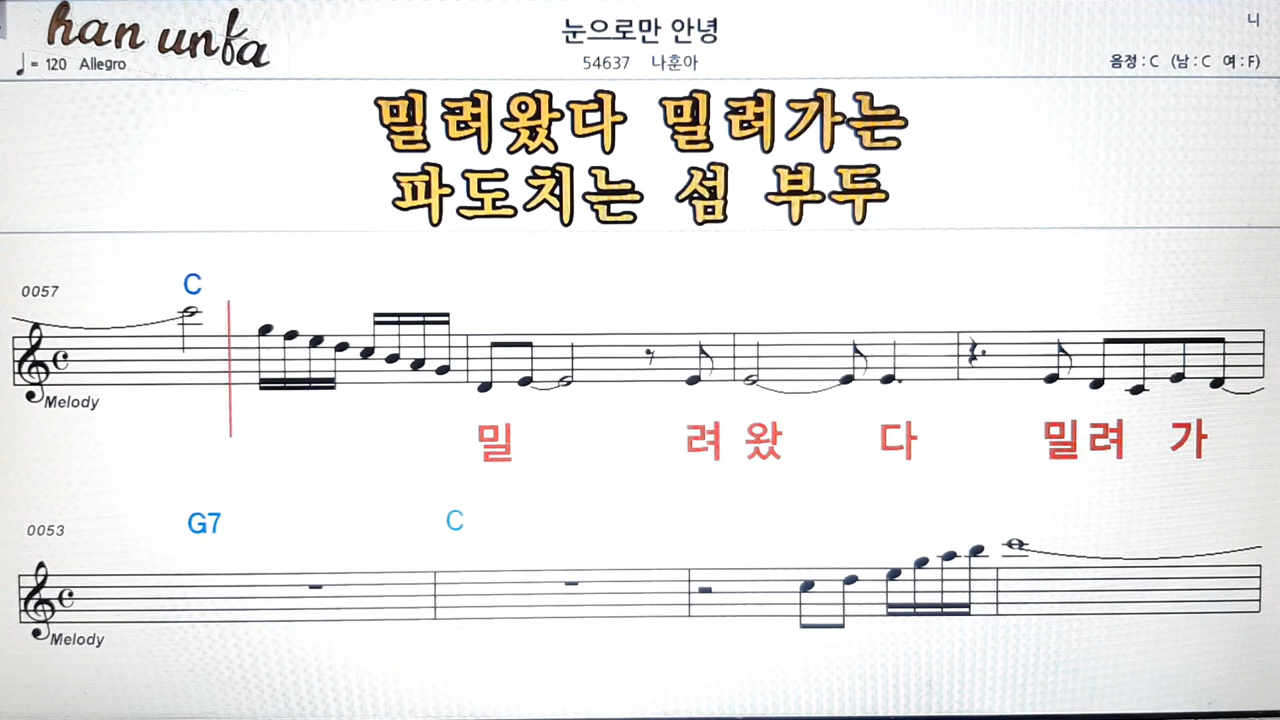 han unfa
눈으로만 안녕
니
♩= 120 Allegro
54637 나훈아
음정 : C (남 : C 여 : F)
밀려왔다 밀려가는
파도치는 섬 부두
0057
C
Melody
밀 려 왔 다 밀 려 가
0053
G7 C
Melody